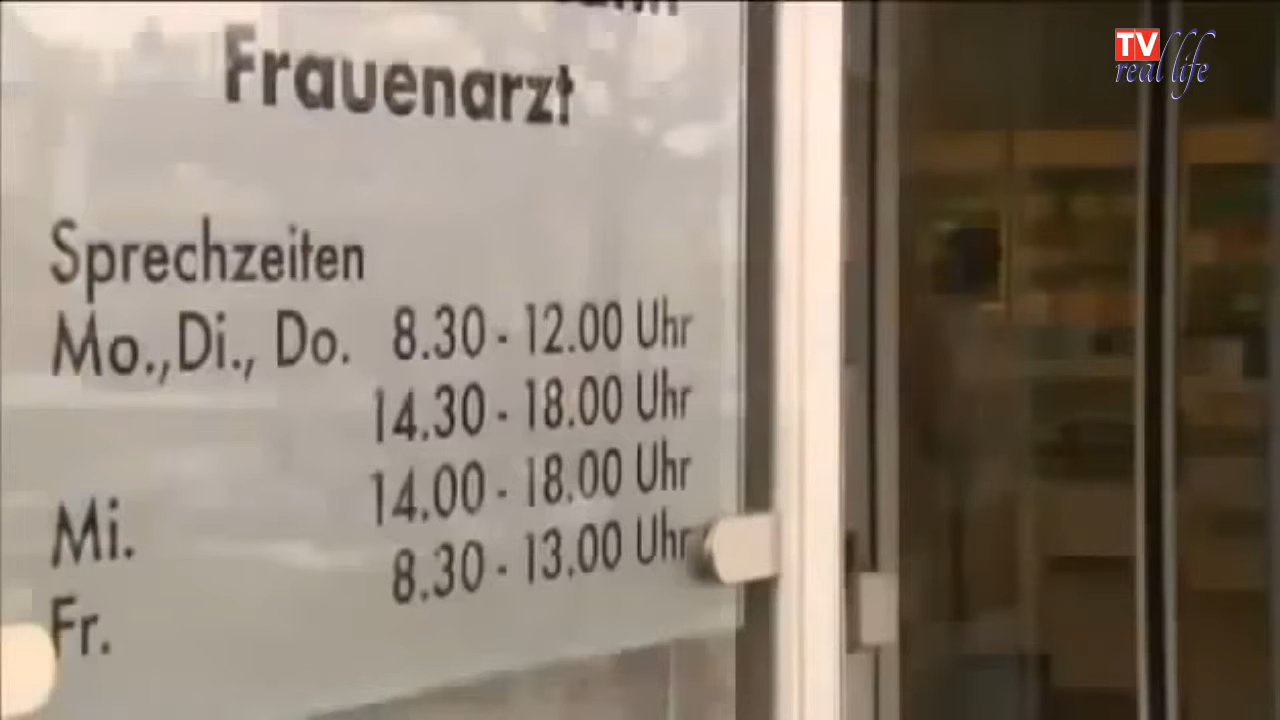 Frauenarzt
Sprechzeiten
Mo., Di., Do. 8.30 - 12.00 Uhr
14.30 - 18.00 Uhr
Mi. 14.00 - 18.00 Uhr
Fr. 8.30 - 13.00 Uhr
TV
real life